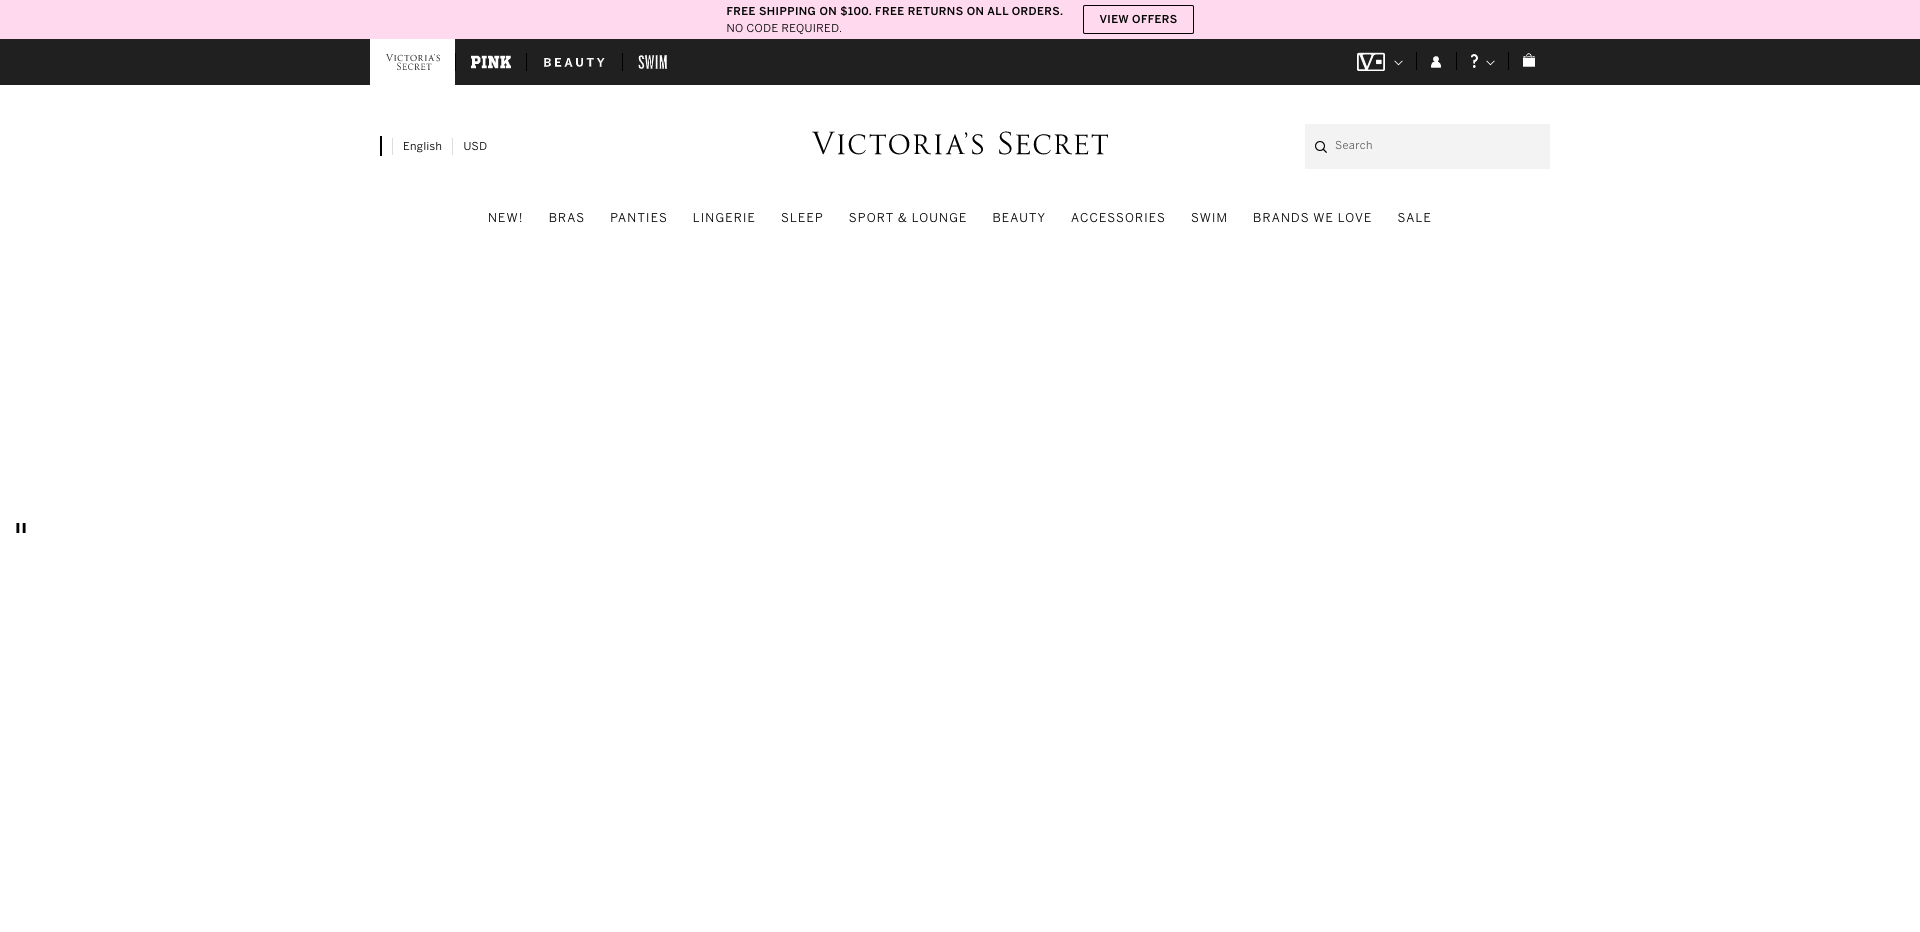 FREE SHIPPING ON $100. FREE RETURNS ON ALL ORDERS.
NO CODE REQUIRED.
VIEW OFFERS
VICTORIA'S
SECRET
PINK
BEAUTY
SWIM
V
?
English
USD
VICTORIA'S SECRET
Search
NEW!
BRAS
PANTIES
LINGERIE
SLEEP
SPORT & LOUNGE
BEAUTY
ACCESSORIES
SWIM
BRANDS WE LOVE
SALE